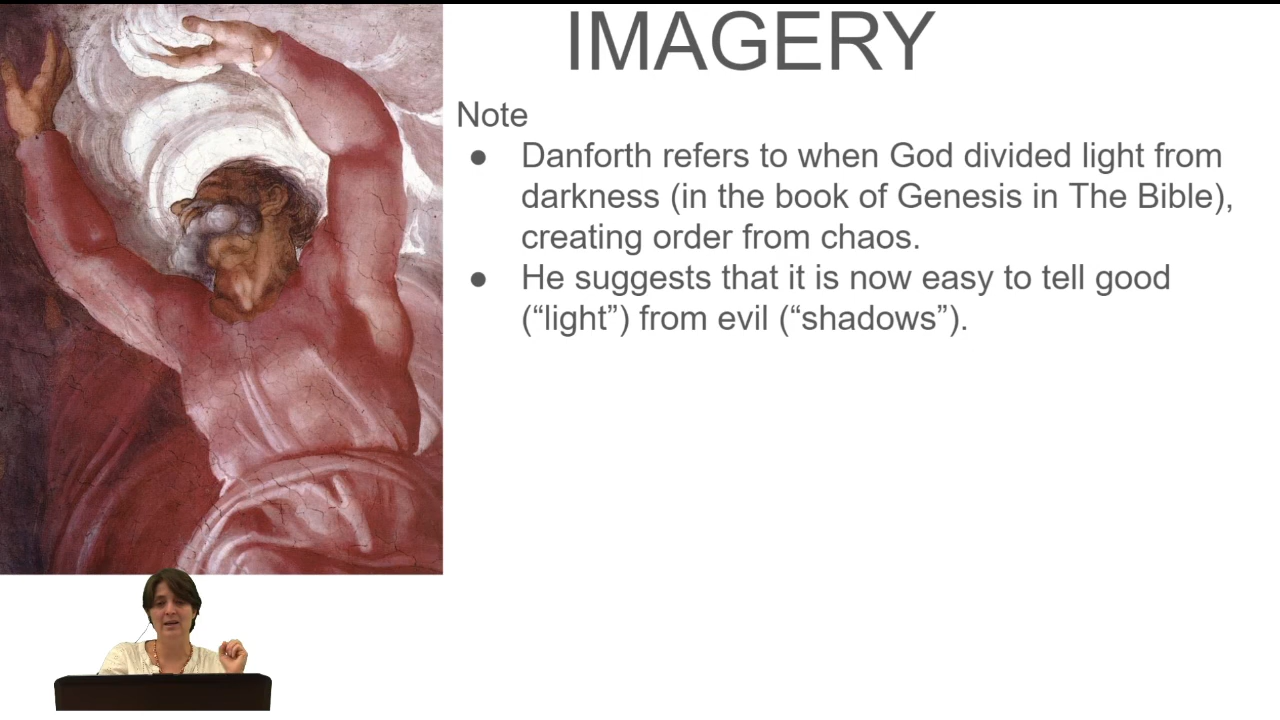 IMAGERY
Note
● Danforth refers to when God divided light from
darkness (in the book of Genesis in The Bible),
creating order from chaos.
● He suggests that it is now easy to tell good
(“light”) from evil (“shadows”).